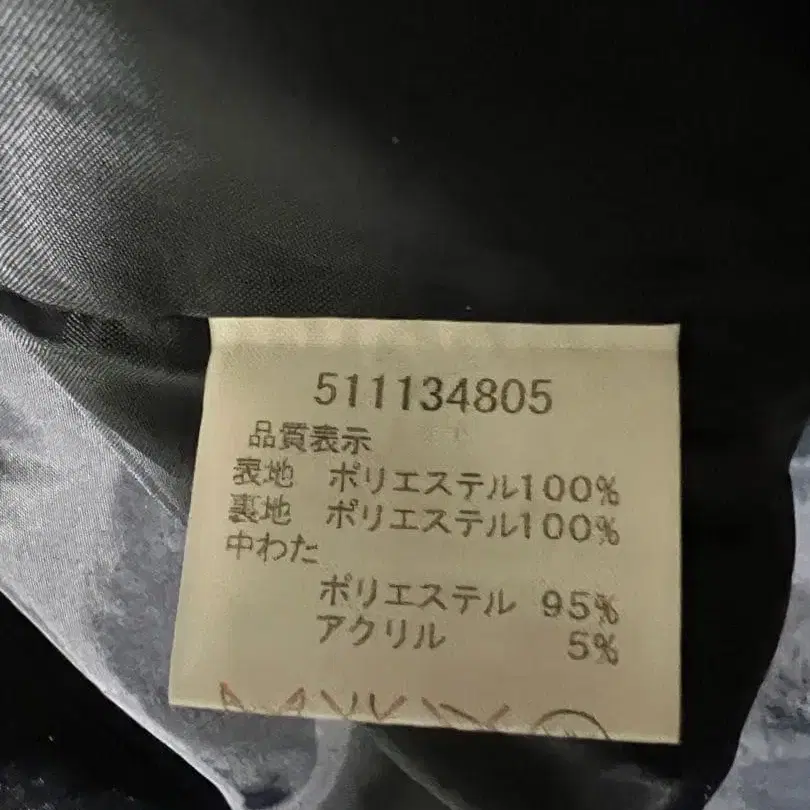 511134805
品質表示
表地 ポリエステル100%
裏地 ポリエステル100%
中わた
ポリエステル 95%
アクリル 5%